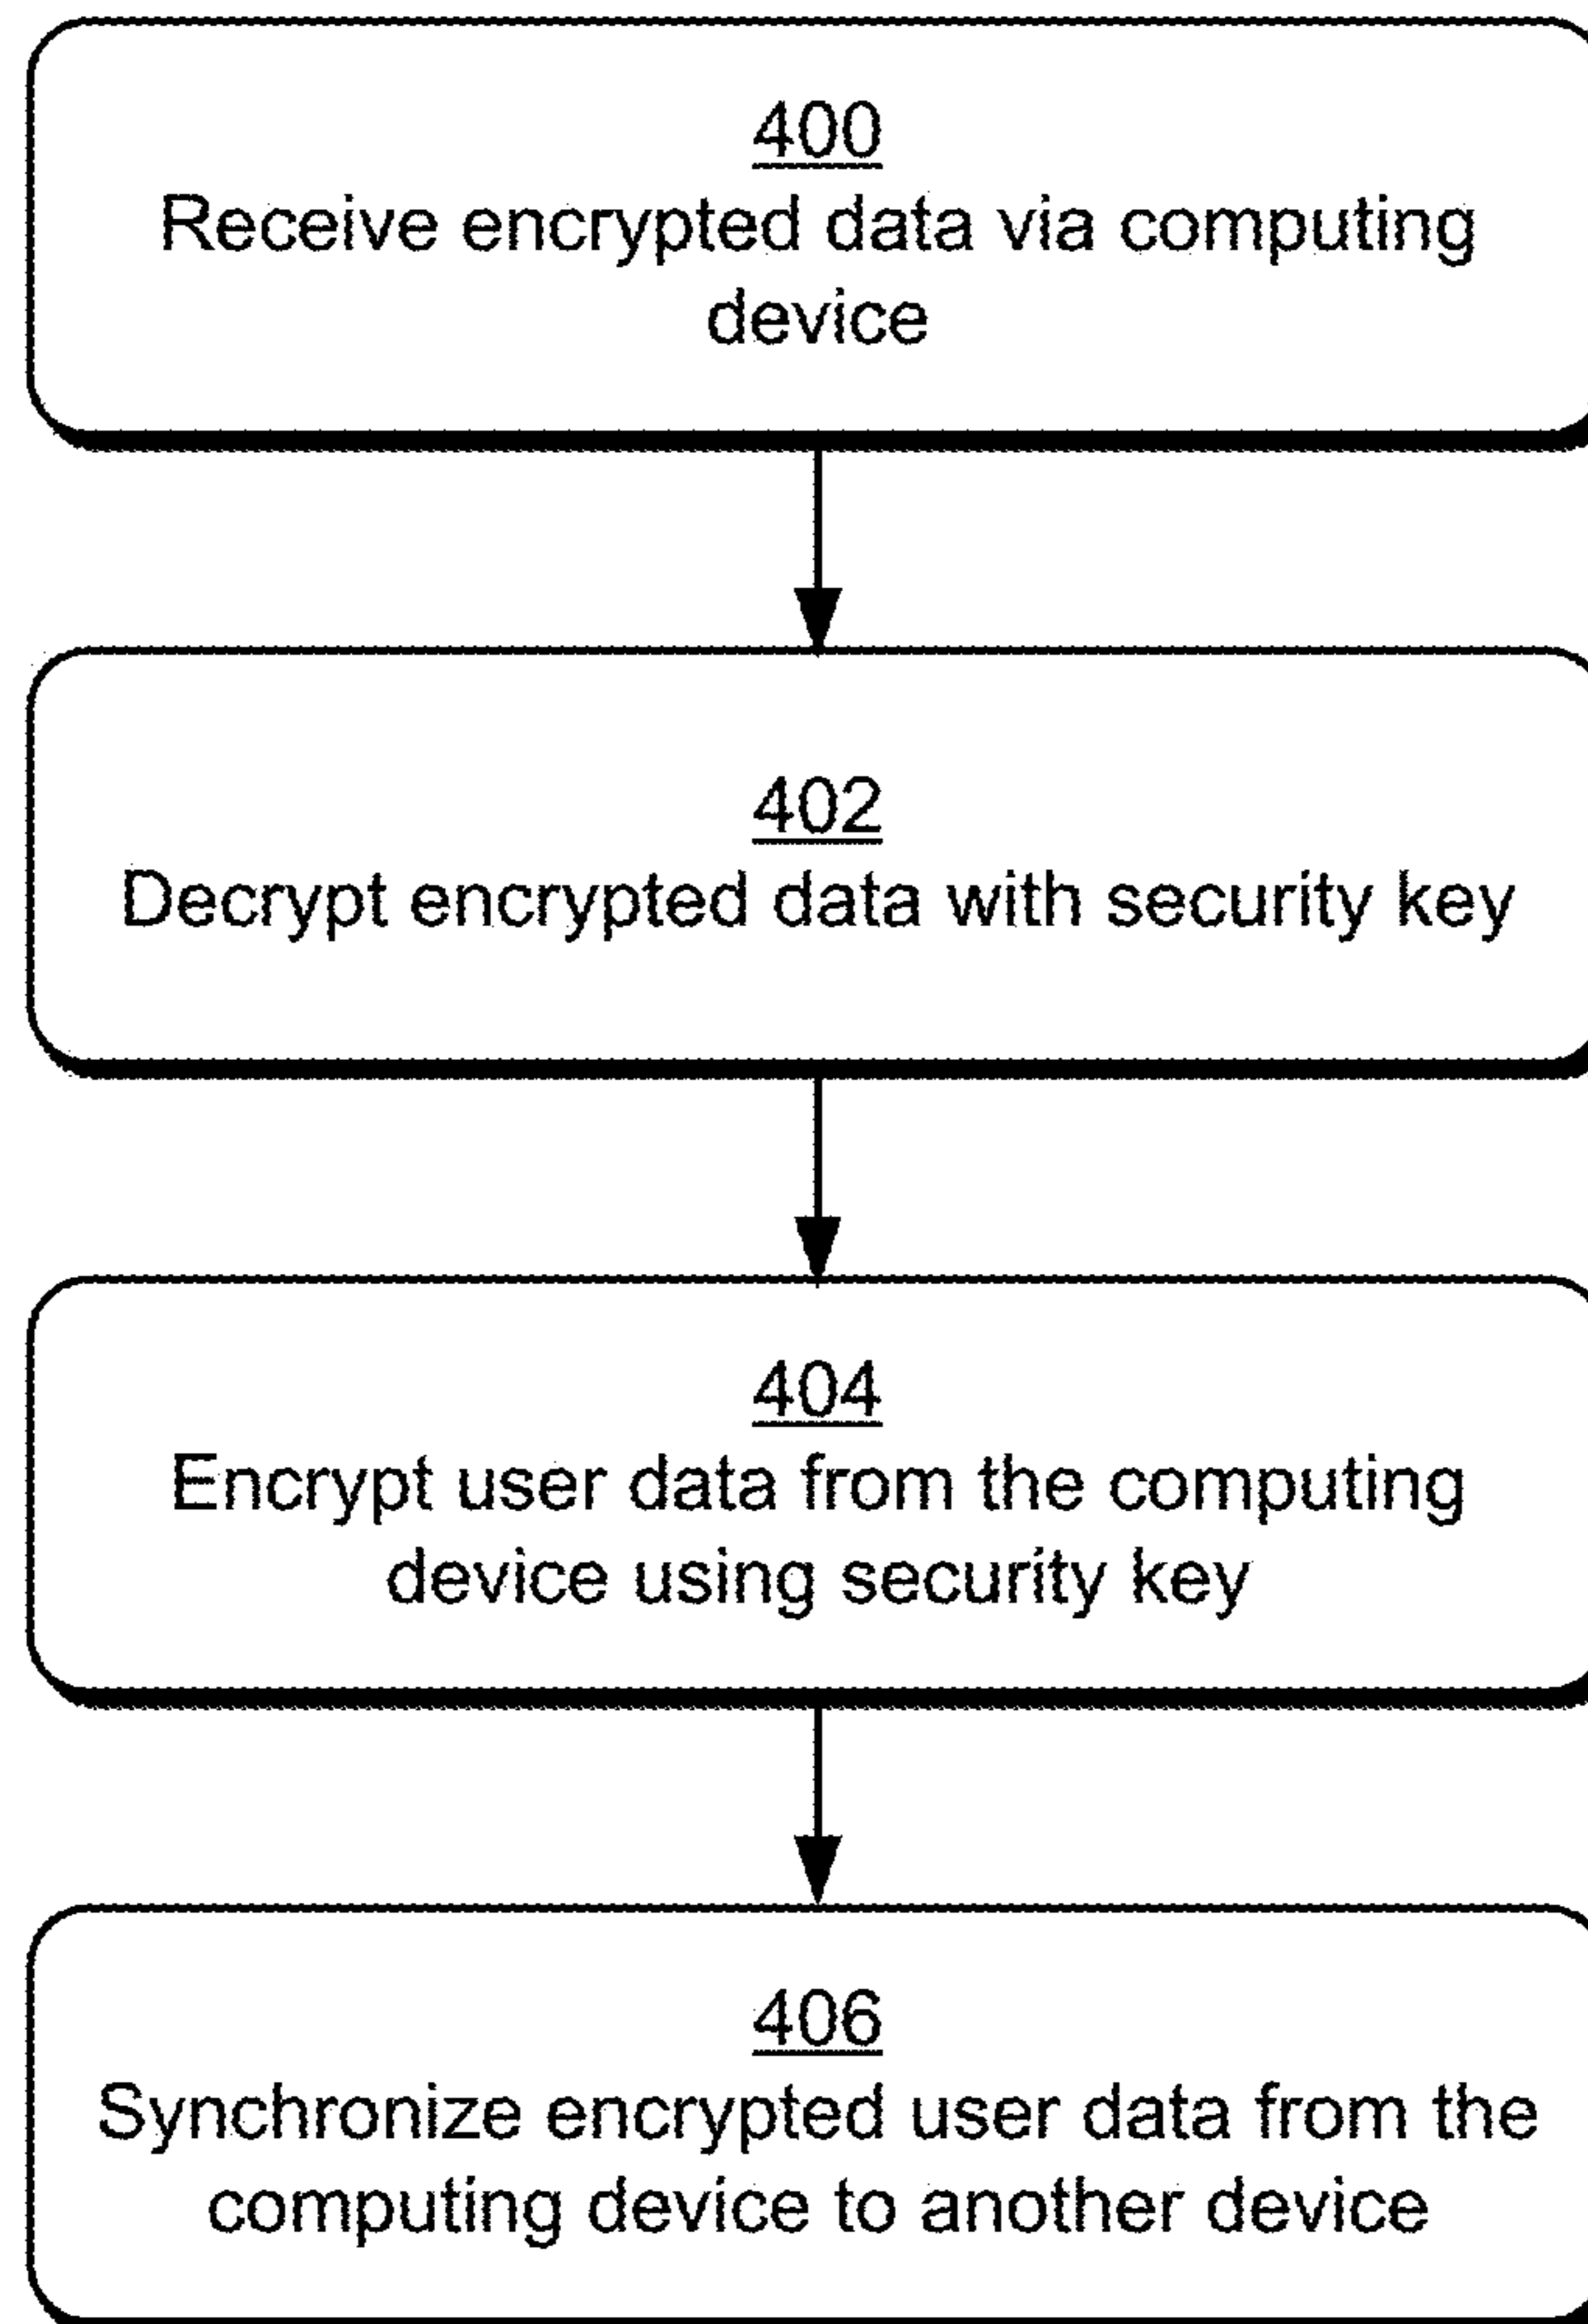 400
Receive encrypted data via computing
device
402
Decrypt encrypted data with security key
404
Encrypt user data from the computing
device using security key
406
Synchronize encrypted user data from the
computing device to another device